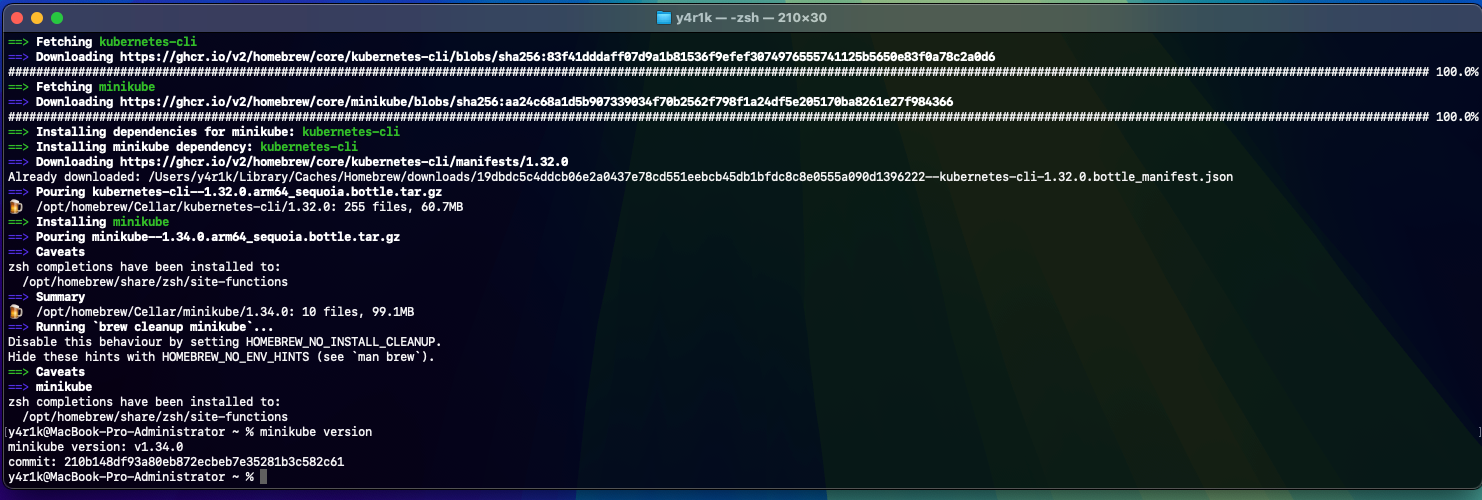 y4r1k — -zsh — 210×30
==> Fetching kubernetes-cli
==> Downloading https://ghcr.io/v2/homebrew/core/kubernetes-cli/blobs/sha256:83f41dddaff07d9a1b81536f9efef3074976555741125b5650e83f0a78c2a0d6
######################################################################################################################################################################################################### 100.0%
==> Fetching minikube
==> Downloading https://ghcr.io/v2/homebrew/core/minikube/blobs/sha256:aa24c68a1d5b907339034f70b2562f798f1a24df5e205170ba8261e27f984366
######################################################################################################################################################################################################### 100.0%
==> Installing dependencies for minikube: kubernetes-cli
==> Installing minikube dependency: kubernetes-cli
==> Downloading https://ghcr.io/v2/homebrew/core/kubernetes-cli/manifests/1.32.0
Already downloaded: /Users/y4r1k/Library/Caches/Homebrew/downloads/19dbdc5c4ddcb06e2a0437e78cd551eebcb45db1bfdc8c8e0555a090d1396222--kubernetes-cli-1.32.0.bottle_manifest.json
==> Pouring kubernetes-cli--1.32.0.arm64_sequoia.bottle.tar.gz
🍺  /opt/homebrew/Cellar/kubernetes-cli/1.32.0: 255 files, 60.7MB
==> Installing minikube
==> Pouring minikube--1.34.0.arm64_sequoia.bottle.tar.gz
==> Caveats
zsh completions have been installed to:
  /opt/homebrew/share/zsh/site-functions
==> Summary
🍺  /opt/homebrew/Cellar/minikube/1.34.0: 10 files, 99.1MB
==> Running `brew cleanup minikube`...
Disable this behaviour by setting HOMEBREW_NO_INSTALL_CLEANUP.
Hide these hints with HOMEBREW_NO_ENV_HINTS (see `man brew`).
==> Caveats
==> minikube
zsh completions have been installed to:
  /opt/homebrew/share/zsh/site-functions
[y4r1k@MacBook-Pro-Administrator ~ % minikube version ]
minikube version: v1.34.0
commit: 210b148df93a80eb872ecbeb7e35281b3c582c61
y4r1k@MacBook-Pro-Administrator ~ %